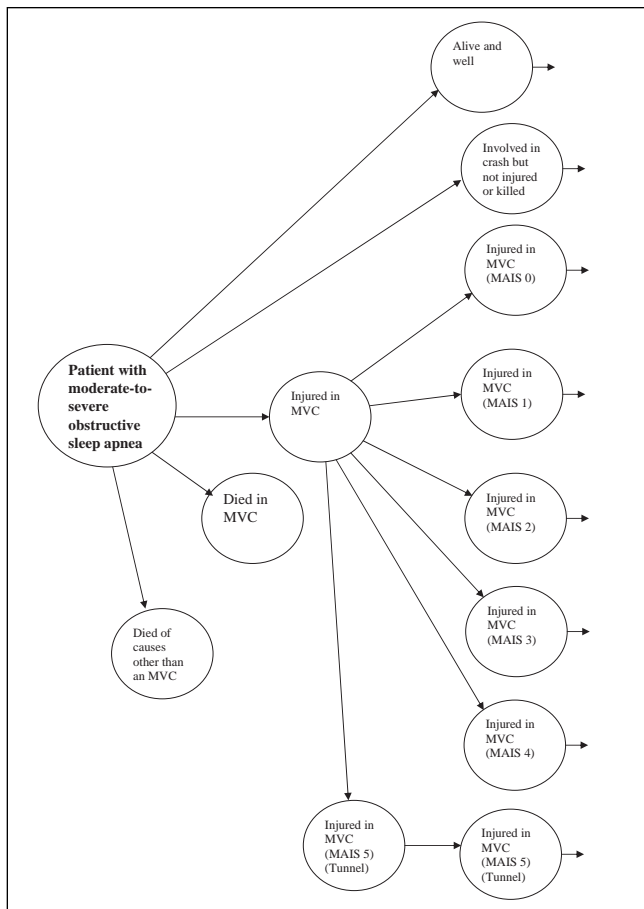 Alive and
well
Involved in
crash but
not injured
or killed
Injured in
MVC
(MAIS 0)
Patient with
moderate-to-
severe
obstructive
sleep apnea
Injured in
MVC
Injured in
MVC
(MAIS 1)
Died in
MVC
Injured in
MVC
(MAIS 2)
Died of
causes
other than
an MVC
Injured in
MVC
(MAIS 3)
Injured in
MVC
(MAIS 4)
Injured in
MVC
(MAIS 5)
(Tunnel)
Injured in
MVC
(MAIS 5)
(Tunnel)